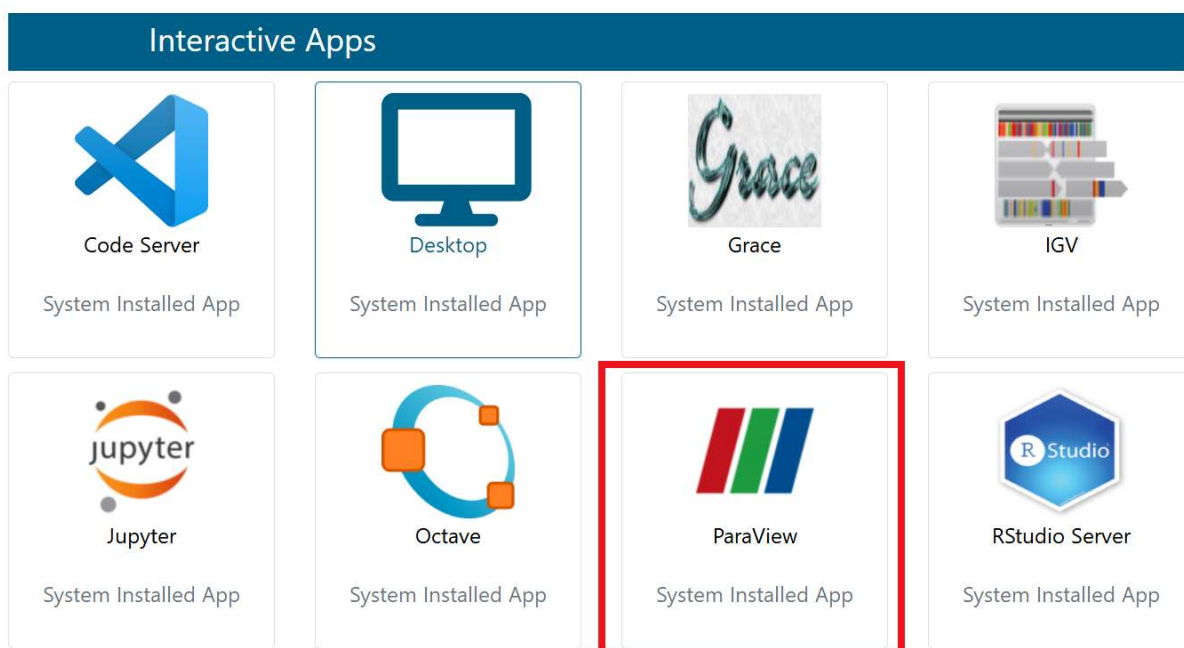 Interactive Apps
Grace
Code Server
Desktop
Grace
IGV
System Installed App
System Installed App
System Installed App
System Installed App
jupyter
R Studio
Jupyter
Octave
ParaView
RStudio Server
System Installed App
System Installed App
System Installed App
System Installed App